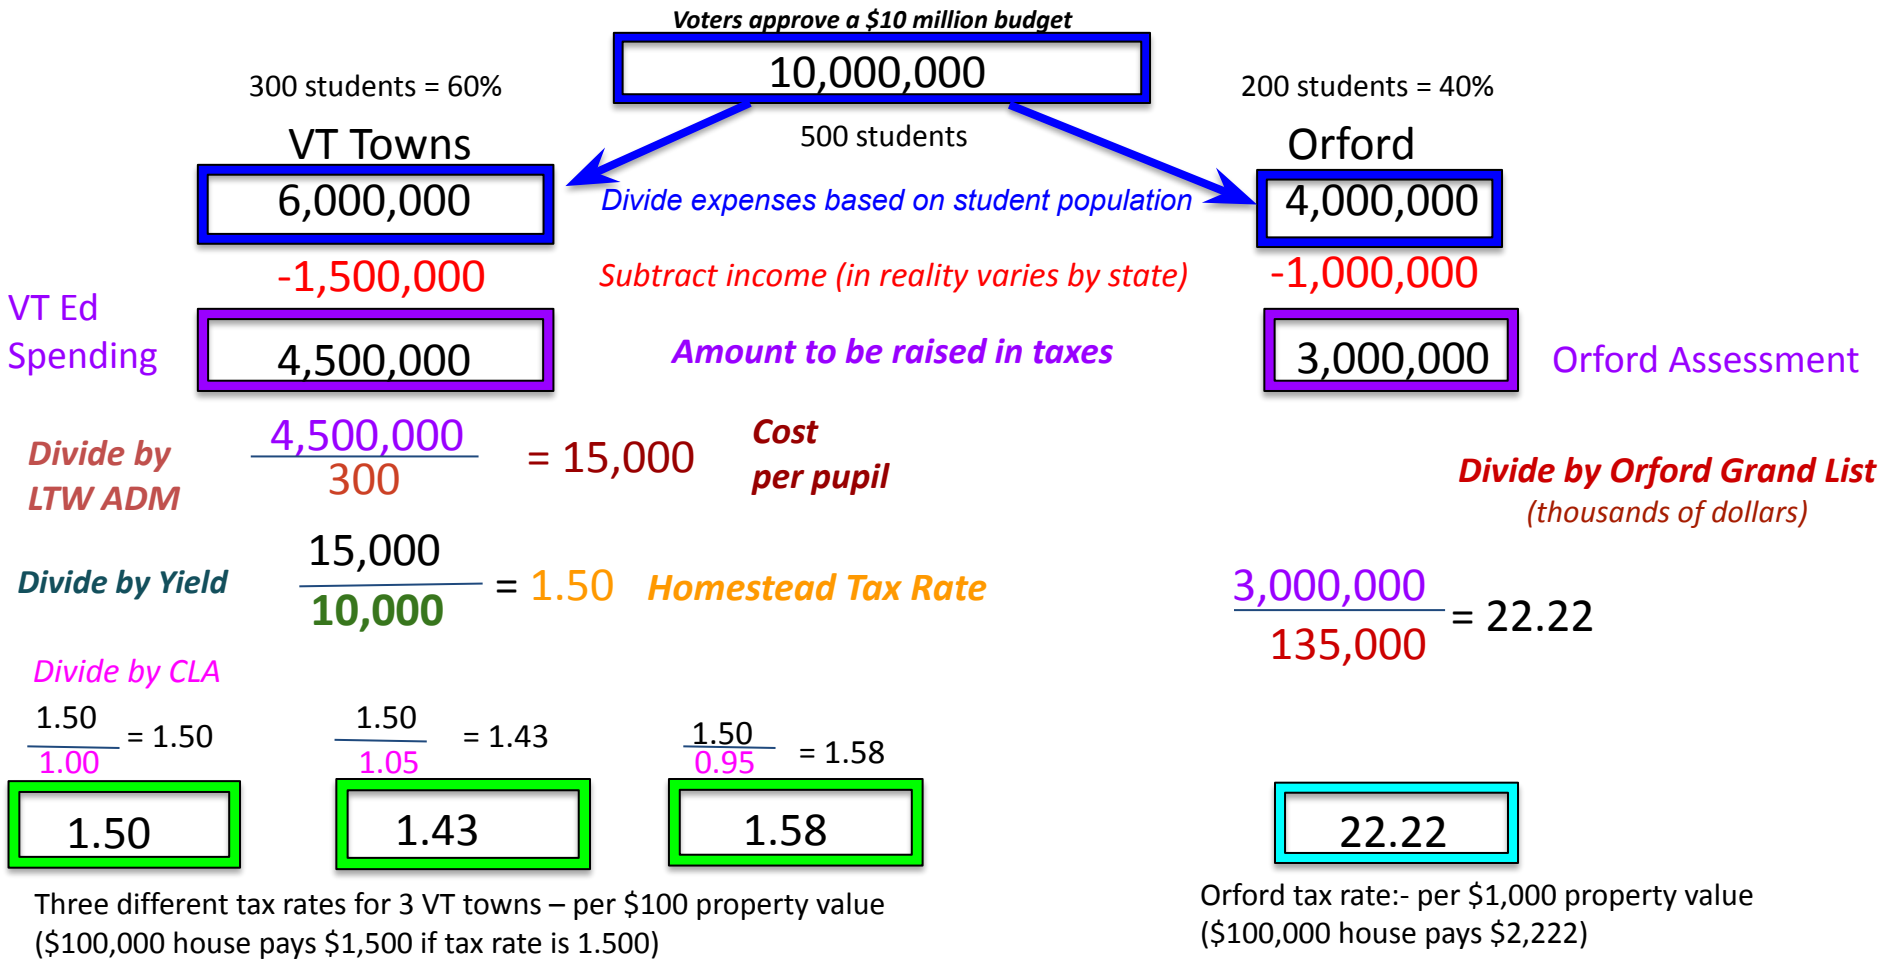 Voters approve a $10 million budget
10,000,000
300 students = 60%
200 students = 40%
500 students
VT Towns
Orford
6,000,000
Divide expenses based on student population
4,000,000
-1,500,000
Subtract income (in reality varies by state)
-1,000,000
VT Ed
Spending
4,500,000
Amount to be raised in taxes
3,000,000
Orford Assessment
Divide by
LTW ADM
4,500,000
300
= 15,000
Cost
per pupil
Divide by Orford Grand List
(thousands of dollars)
Divide by Yield
15,000
10,000
= 1.50
Homestead Tax Rate
3,000,000
135,000
= 22.22
Divide by CLA
1.50
1.00
= 1.50
1.50
1.05
= 1.43
1.50
0.95
= 1.58
1.50
1.43
1.58
22.22
Three different tax rates for 3 VT towns – per $100 property value
($100,000 house pays $1,500 if tax rate is 1.500)
Orford tax rate:- per $1,000 property value
($100,000 house pays $2,222)